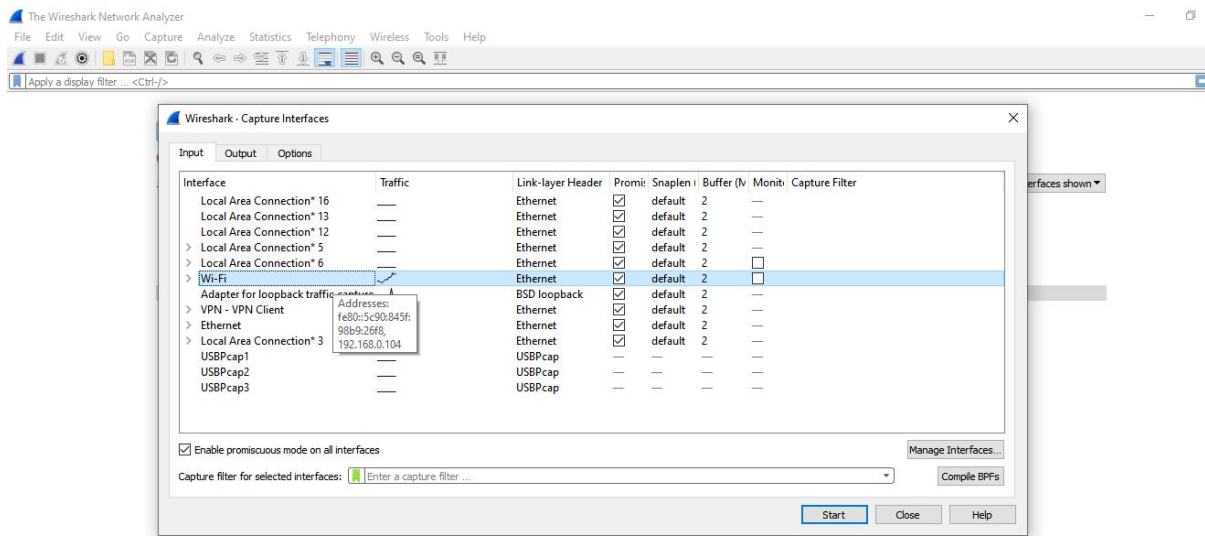 The Wireshark Network Analyzer
File Edit View Go Capture Analyze Statistics Telephony Wireless Tools Help
Apply a display filter ... <Ctrl-/>
Wireshark · Capture Interfaces
Input Output Options
Interface Traffic Link-layer Header Promi Snaplen Buffer (M Monit Capture Filter
erfaces shown
Local Area Connection* 16 Ethernet default 2 —
Local Area Connection* 13 Ethernet default 2 —
Local Area Connection* 12 Ethernet default 2 —
Local Area Connection* 5 Ethernet default 2 —
Local Area Connection* 6 Ethernet default 2
Wi-Fi Ethernet default 2
Adapter for loopback traffic capture BSD loopback default 2 —
VPN - VPN Client Ethernet default 2 —
Ethernet Ethernet default 2 —
Local Area Connection* 3 Ethernet default 2 —
USBPcap1 USBPcap — — — —
USBPcap2 USBPcap — — — —
USBPcap3 USBPcap — — — —
Addresses:
fe80::5c90:845f:
98b9:26f8,
192.168.0.104
Enable promiscuous mode on all interfaces
Manage Interfaces...
Capture filter for selected interfaces: Enter a capture filter ...
Compile BPFs
Start Close Help